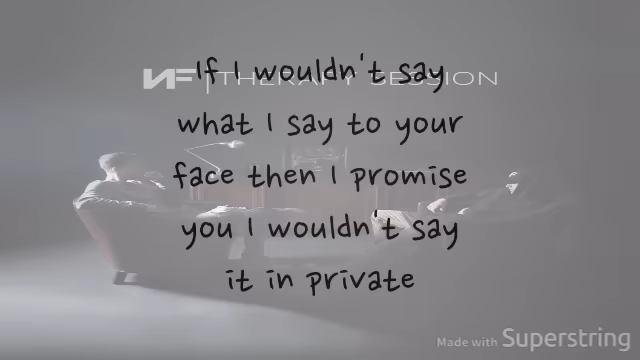 If I wouldn't say
NF | THERAPY SESSION
what I say to your
face then I promise
you I wouldn't say
it in private
Made with Superstring